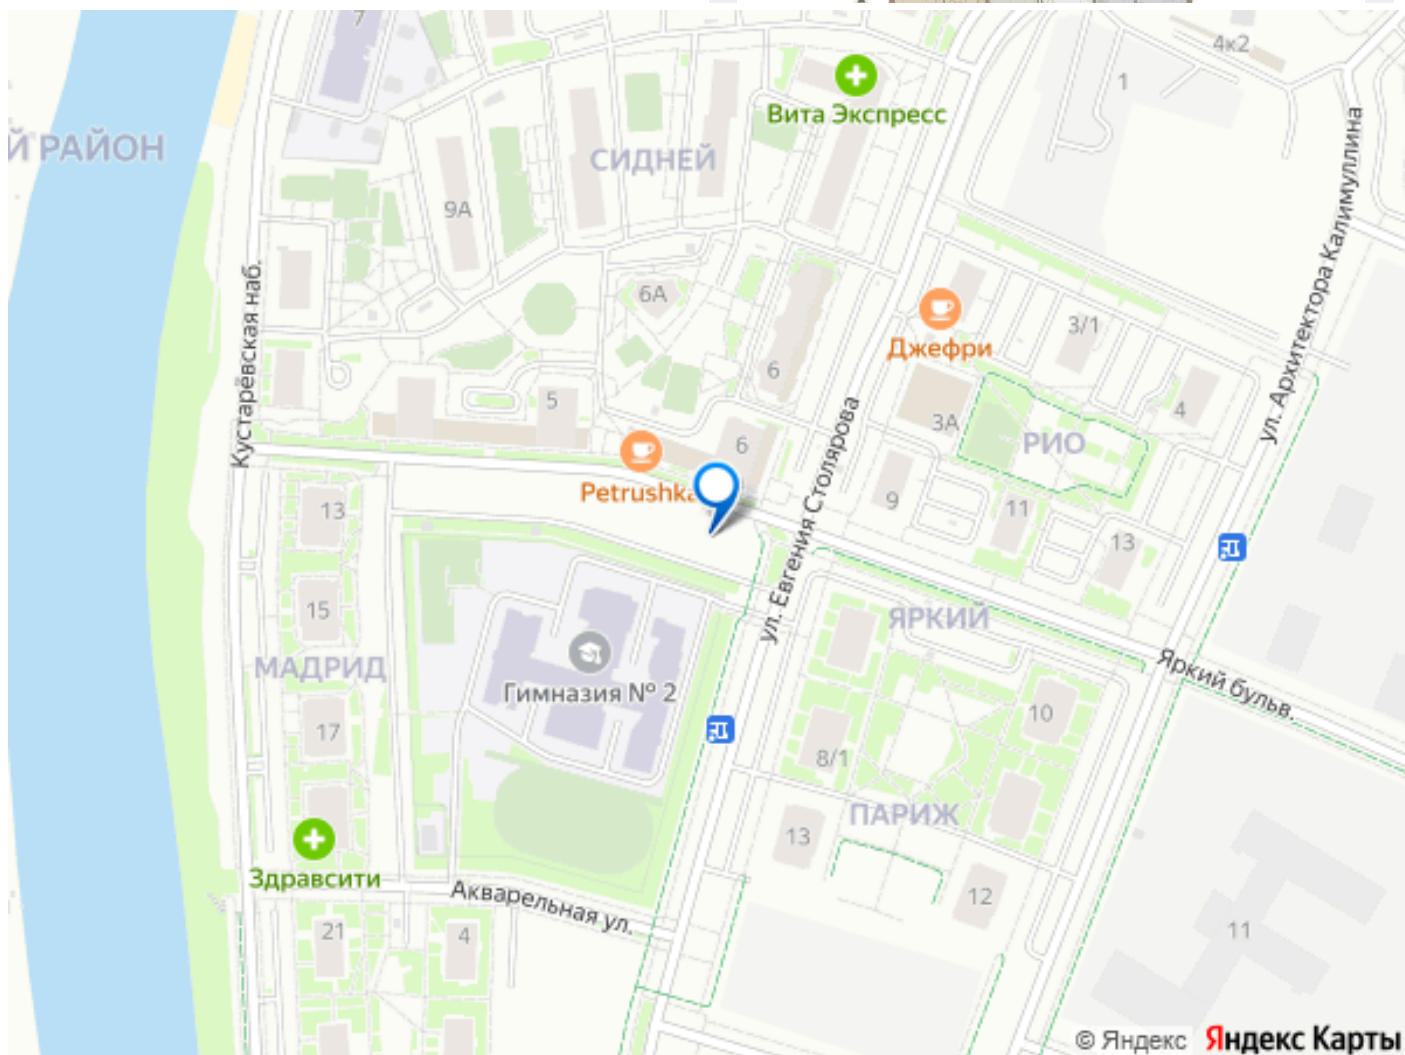 7
4к2
1
Вита Экспресс
Й РАЙОН
СИДНЕЙ
9А
ул. Архитектора Калимуллина
Кустарёвская наб.
6А
3/1
Джефри
6
5
4
3А
РИО
6
Petrushka
ул. Евгения Столярова
9
11
13
13
15
ЯРКИЙ
МАДРИД
Гимназия № 2
Яркий бульв.
17
10
8/1
ПАРИЖ
13
Здравсити
Акварельная ул.
12
21
4
11
© Яндекс Яндекс Карты